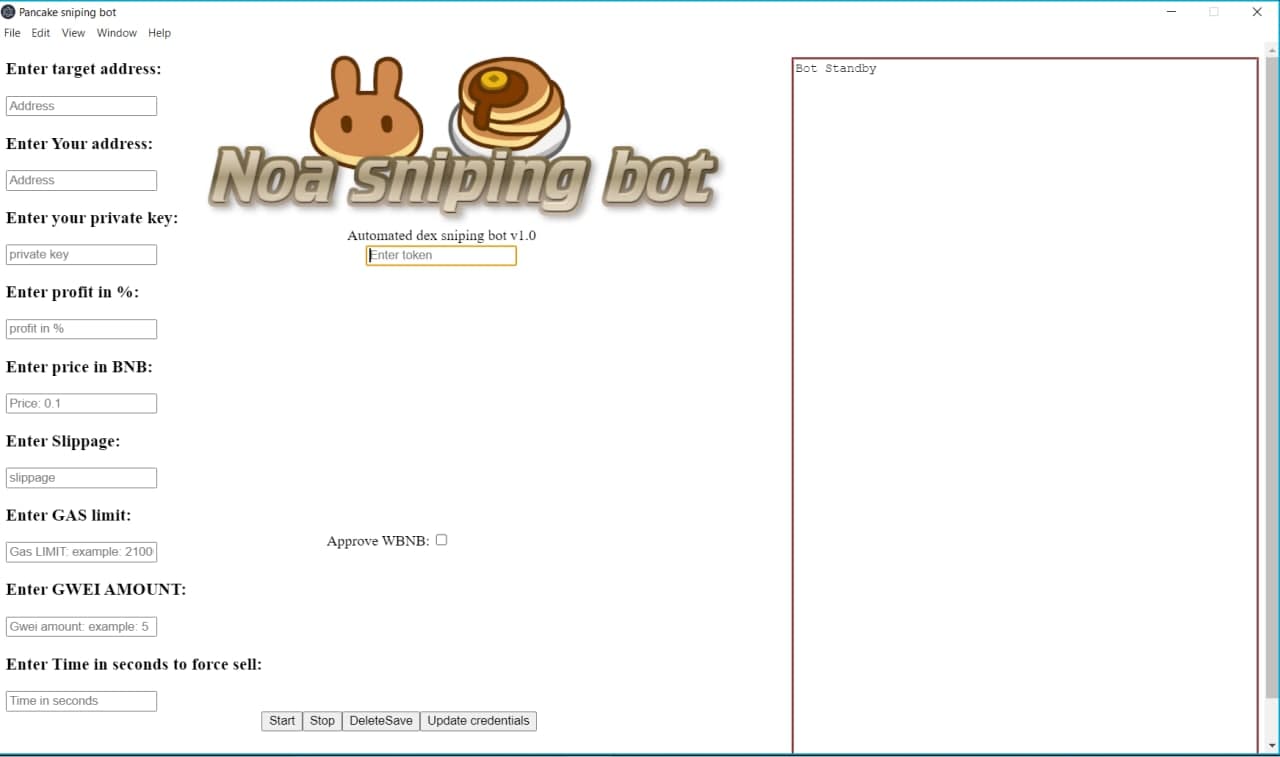 Pancake sniping bot
File Edit View Window Help
Enter target address:
Address
Enter Your address:
Address
Enter your private key:
private key
Enter profit in %:
profit in %
Enter price in BNB:
Price: 0.1
Enter Slippage:
slippage
Enter GAS limit:
Gas LIMIT: example: 2100
Enter GWEI AMOUNT:
Gwei amount: example: 5
Enter Time in seconds to force sell:
Time in seconds
Noa sniping bot
Automated dex sniping bot v1.0
Enter token
Approve WBNB:
Start Stop DeleteSave Update credentials
Bot Standby